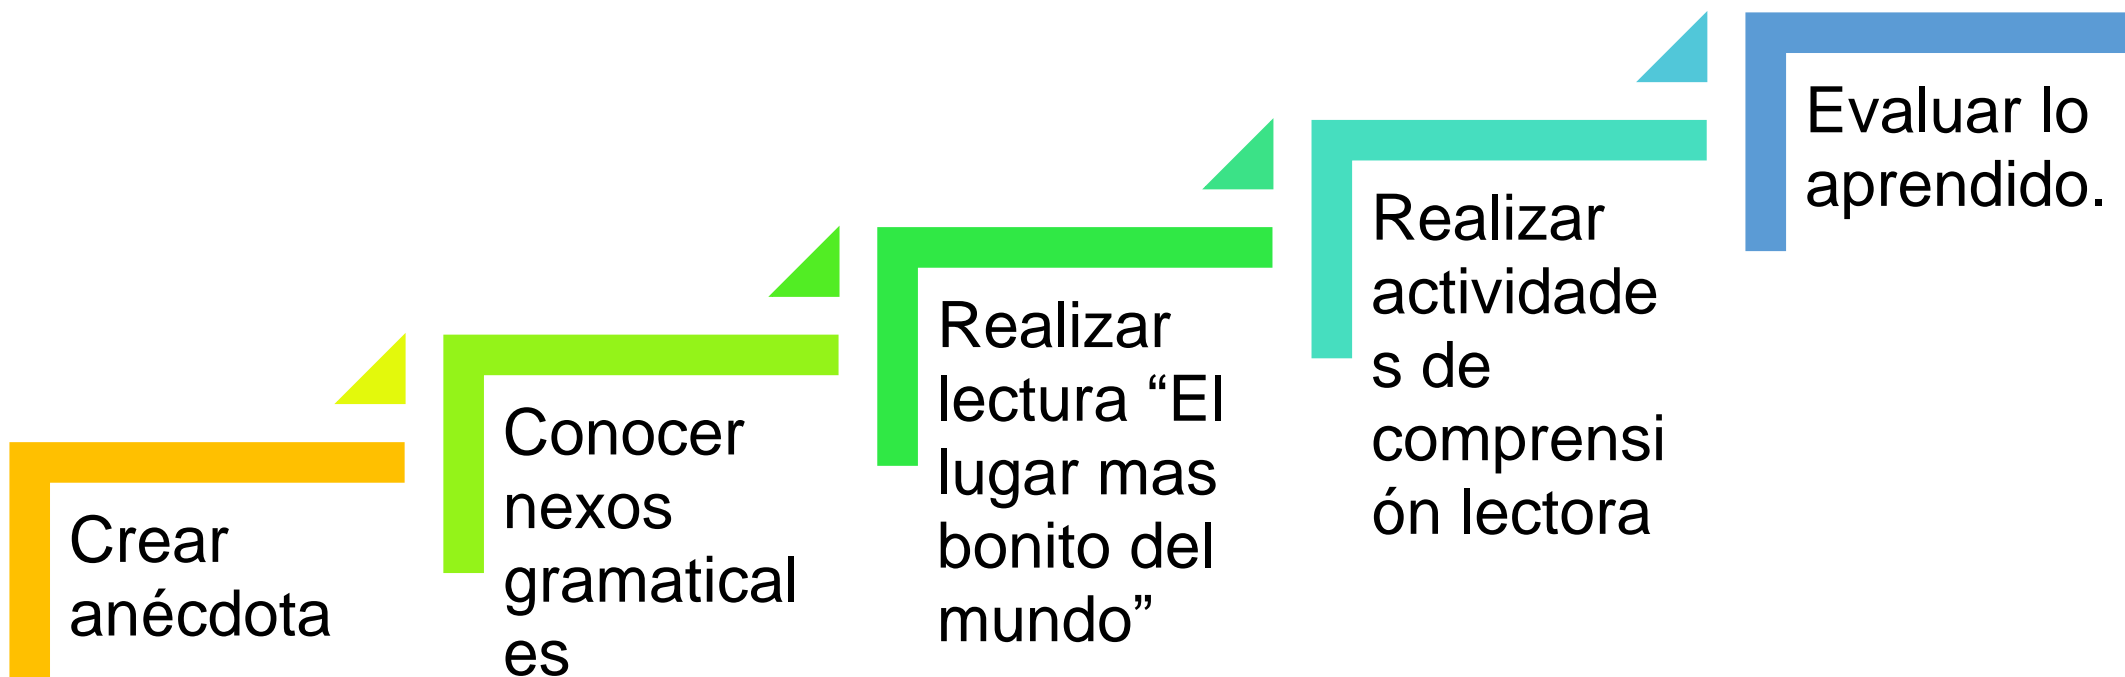 Crear
anécdota
Conocer
nexos
gramatical
es
Realizar
lectura “El
lugar mas
bonito del
mundo”
Realizar
actividade
s de
comprensi
ón lectora
Evaluar lo
aprendido.